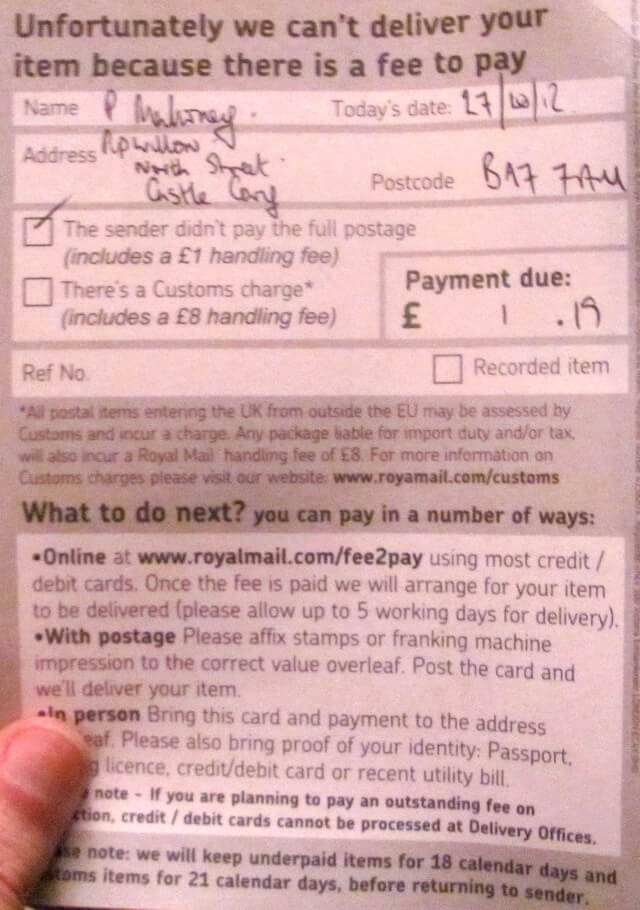 Unfortunately we can't deliver your
item because there is a fee to pay
Name P Mahoney. Today's date: 27/10/12
Address
North Street
Castle Cary Postcode BA7 7AU
The sender didn't pay the full postage
(includes a £1 handling fee)
There's a Customs charge*
(includes a £8 handling fee)
Payment due:
£ 1 .19
Ref No. Recorded item
*All postal items entering the UK from outside the EU may be assessed by
Customs and incur a charge. Any package liable for import duty and/or tax,
will also incur a Royal Mail handling fee of £8. For more information on
Customs charges please visit our website: www.royamail.com/customs
What to do next? you can pay in a number of ways:
•Online at www.royalmail.com/fee2pay using most credit /
debit cards. Once the fee is paid we will arrange for your item
to be delivered (please allow up to 5 working days for delivery).
•With postage Please affix stamps or franking machine
impression to the correct value overleaf. Post the card and
we'll deliver your item.
•In person Bring this card and payment to the address
eaf. Please also bring proof of your identity: Passport,
g licence, credit/debit card or recent utility bill.
note - If you are planning to pay an outstanding fee on
ction, credit / debit cards cannot be processed at Delivery Offices.
se note: we will keep underpaid items for 18 calendar days and
stoms items for 21 calendar days, before returning to sender.